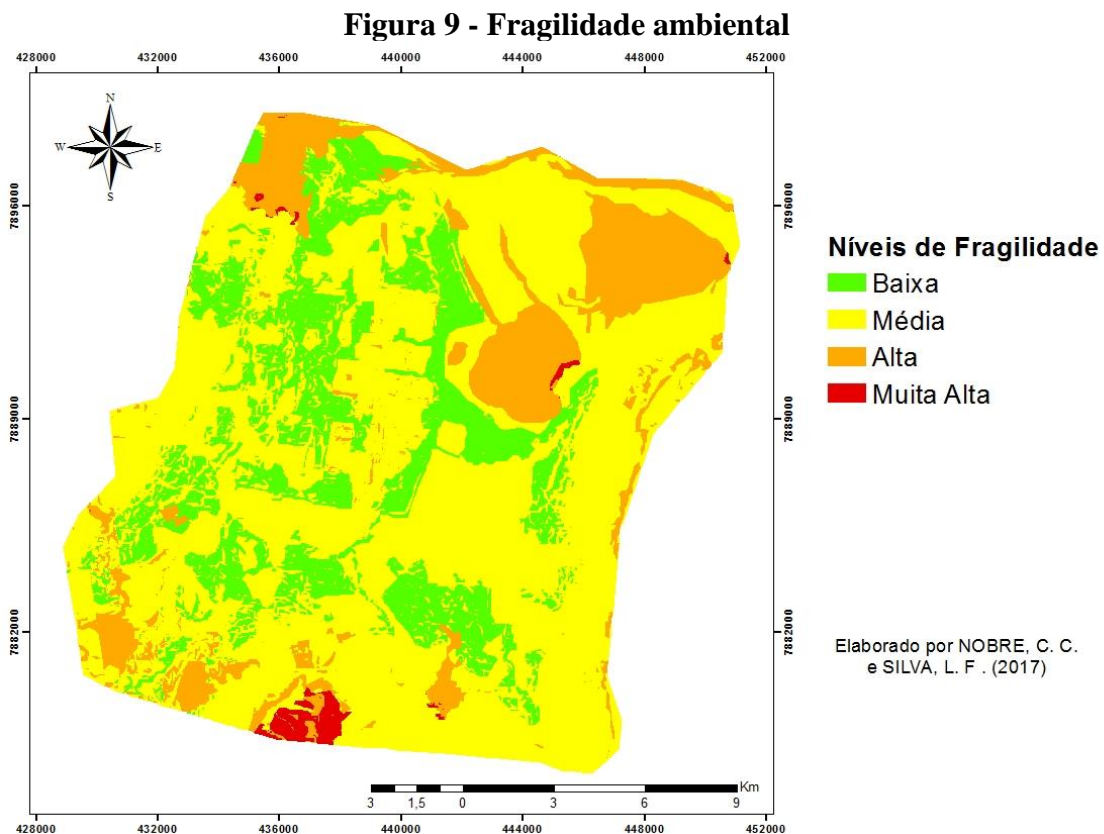 Figura 9 - Fragilidade ambiental
428000 432000 436000 440000 444000 448000 452000
N
W E
S
7896000 7896000
Níveis de Fragilidade
Baixa
Média
Alta
Muita Alta
7889000 7889000
7882000 7882000
Elaborado por NOBRE, C. C.
e SILVA, L. F . (2017)
Km
3 1,5 0 3 6 9
428000 432000 436000 440000 444000 448000 452000